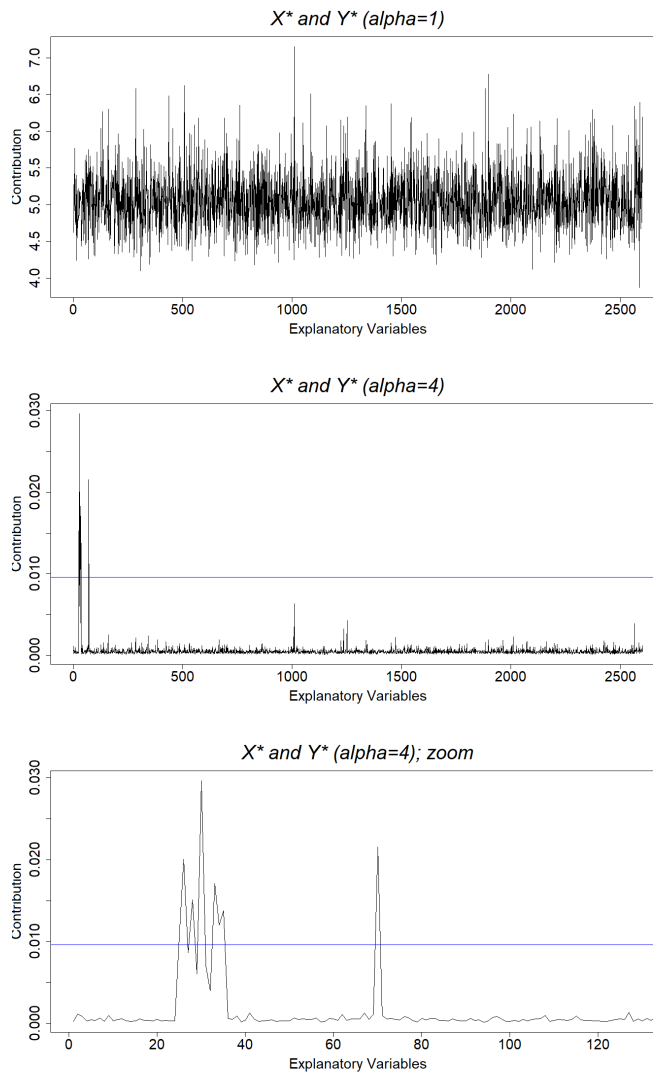 X* and Y* (alpha=1)
Contribution
7.0
6.5
6.0
5.5
5.0
4.5
4.0
0 500 1000 1500 2000 2500
Explanatory Variables
X* and Y* (alpha=4)
Contribution
0.030
0.020
0.010
0.000
0 500 1000 1500 2000 2500
Explanatory Variables
X* and Y* (alpha=4); zoom
Contribution
0.030
0.020
0.010
0.000
0 20 40 60 80 100 120
Explanatory Variables